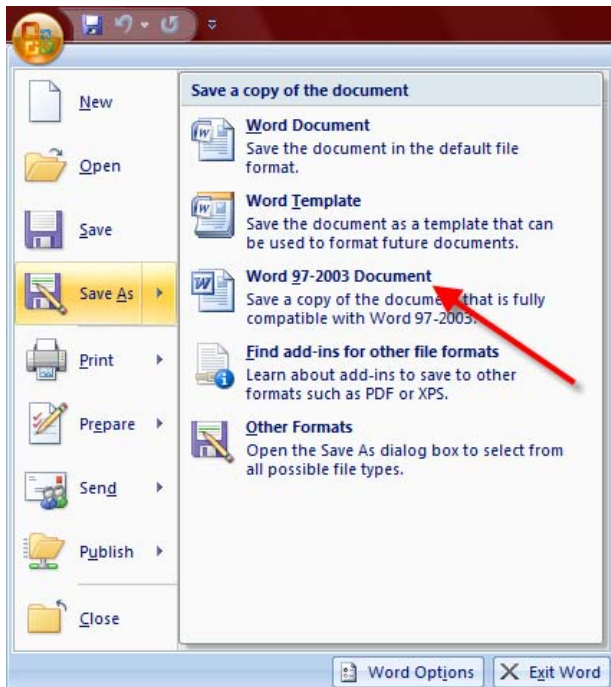 New
Open
Save
Save As
Print
Prepare
Send
Publish
Close
Save a copy of the document
Word Document
Save the document in the default file
format.
Word Template
Save the document as a template that can
be used to format future documents.
Word 97-2003 Document
Save a copy of the document that is fully
compatible with Word 97-2003.
Find add-ins for other file formats
Learn about add-ins to save to other
formats such as PDF or XPS.
Other Formats
Open the Save As dialog box to select from
all possible file types.
Word Options
Exit Word